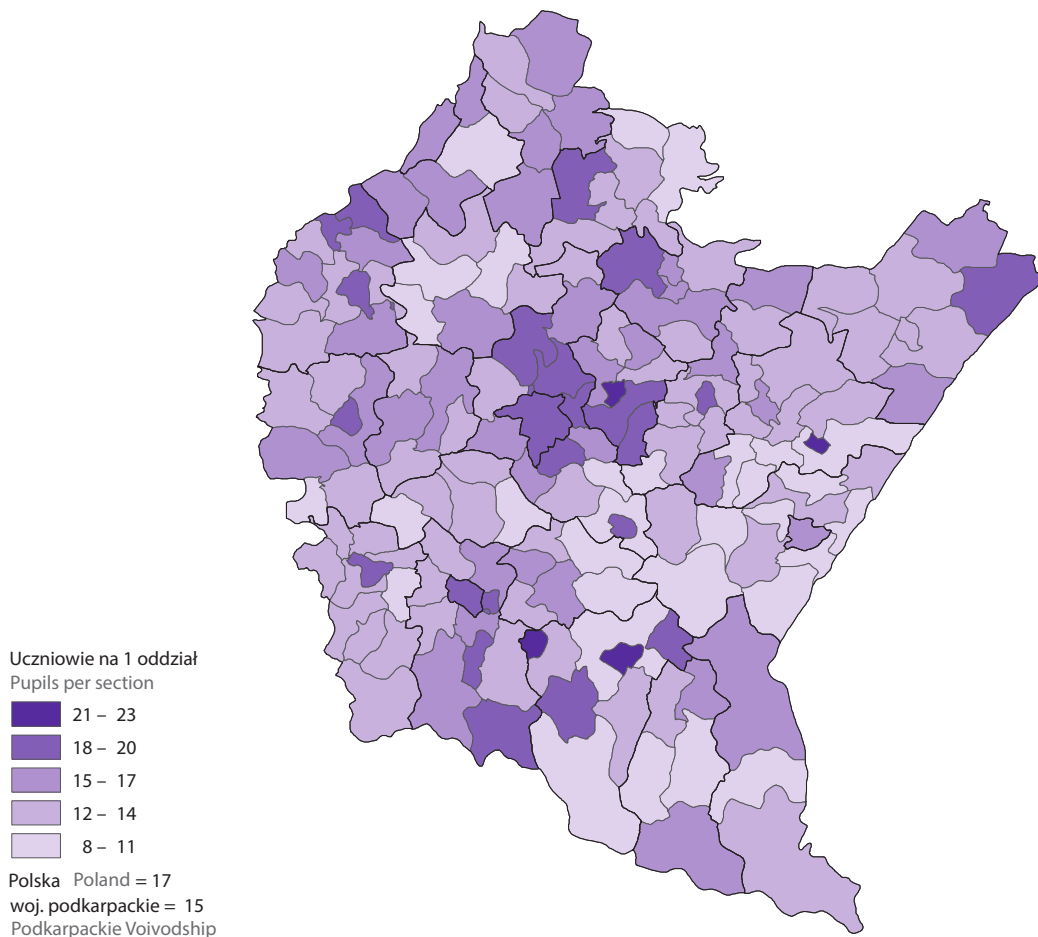 Uczniowie na 1 oddział
Pupils per section
21 – 23
18 – 20
15 – 17
12 – 14
8 – 11
Polska Poland = 17
woj. podkarpackie = 15
Podkarpackie Voivodship